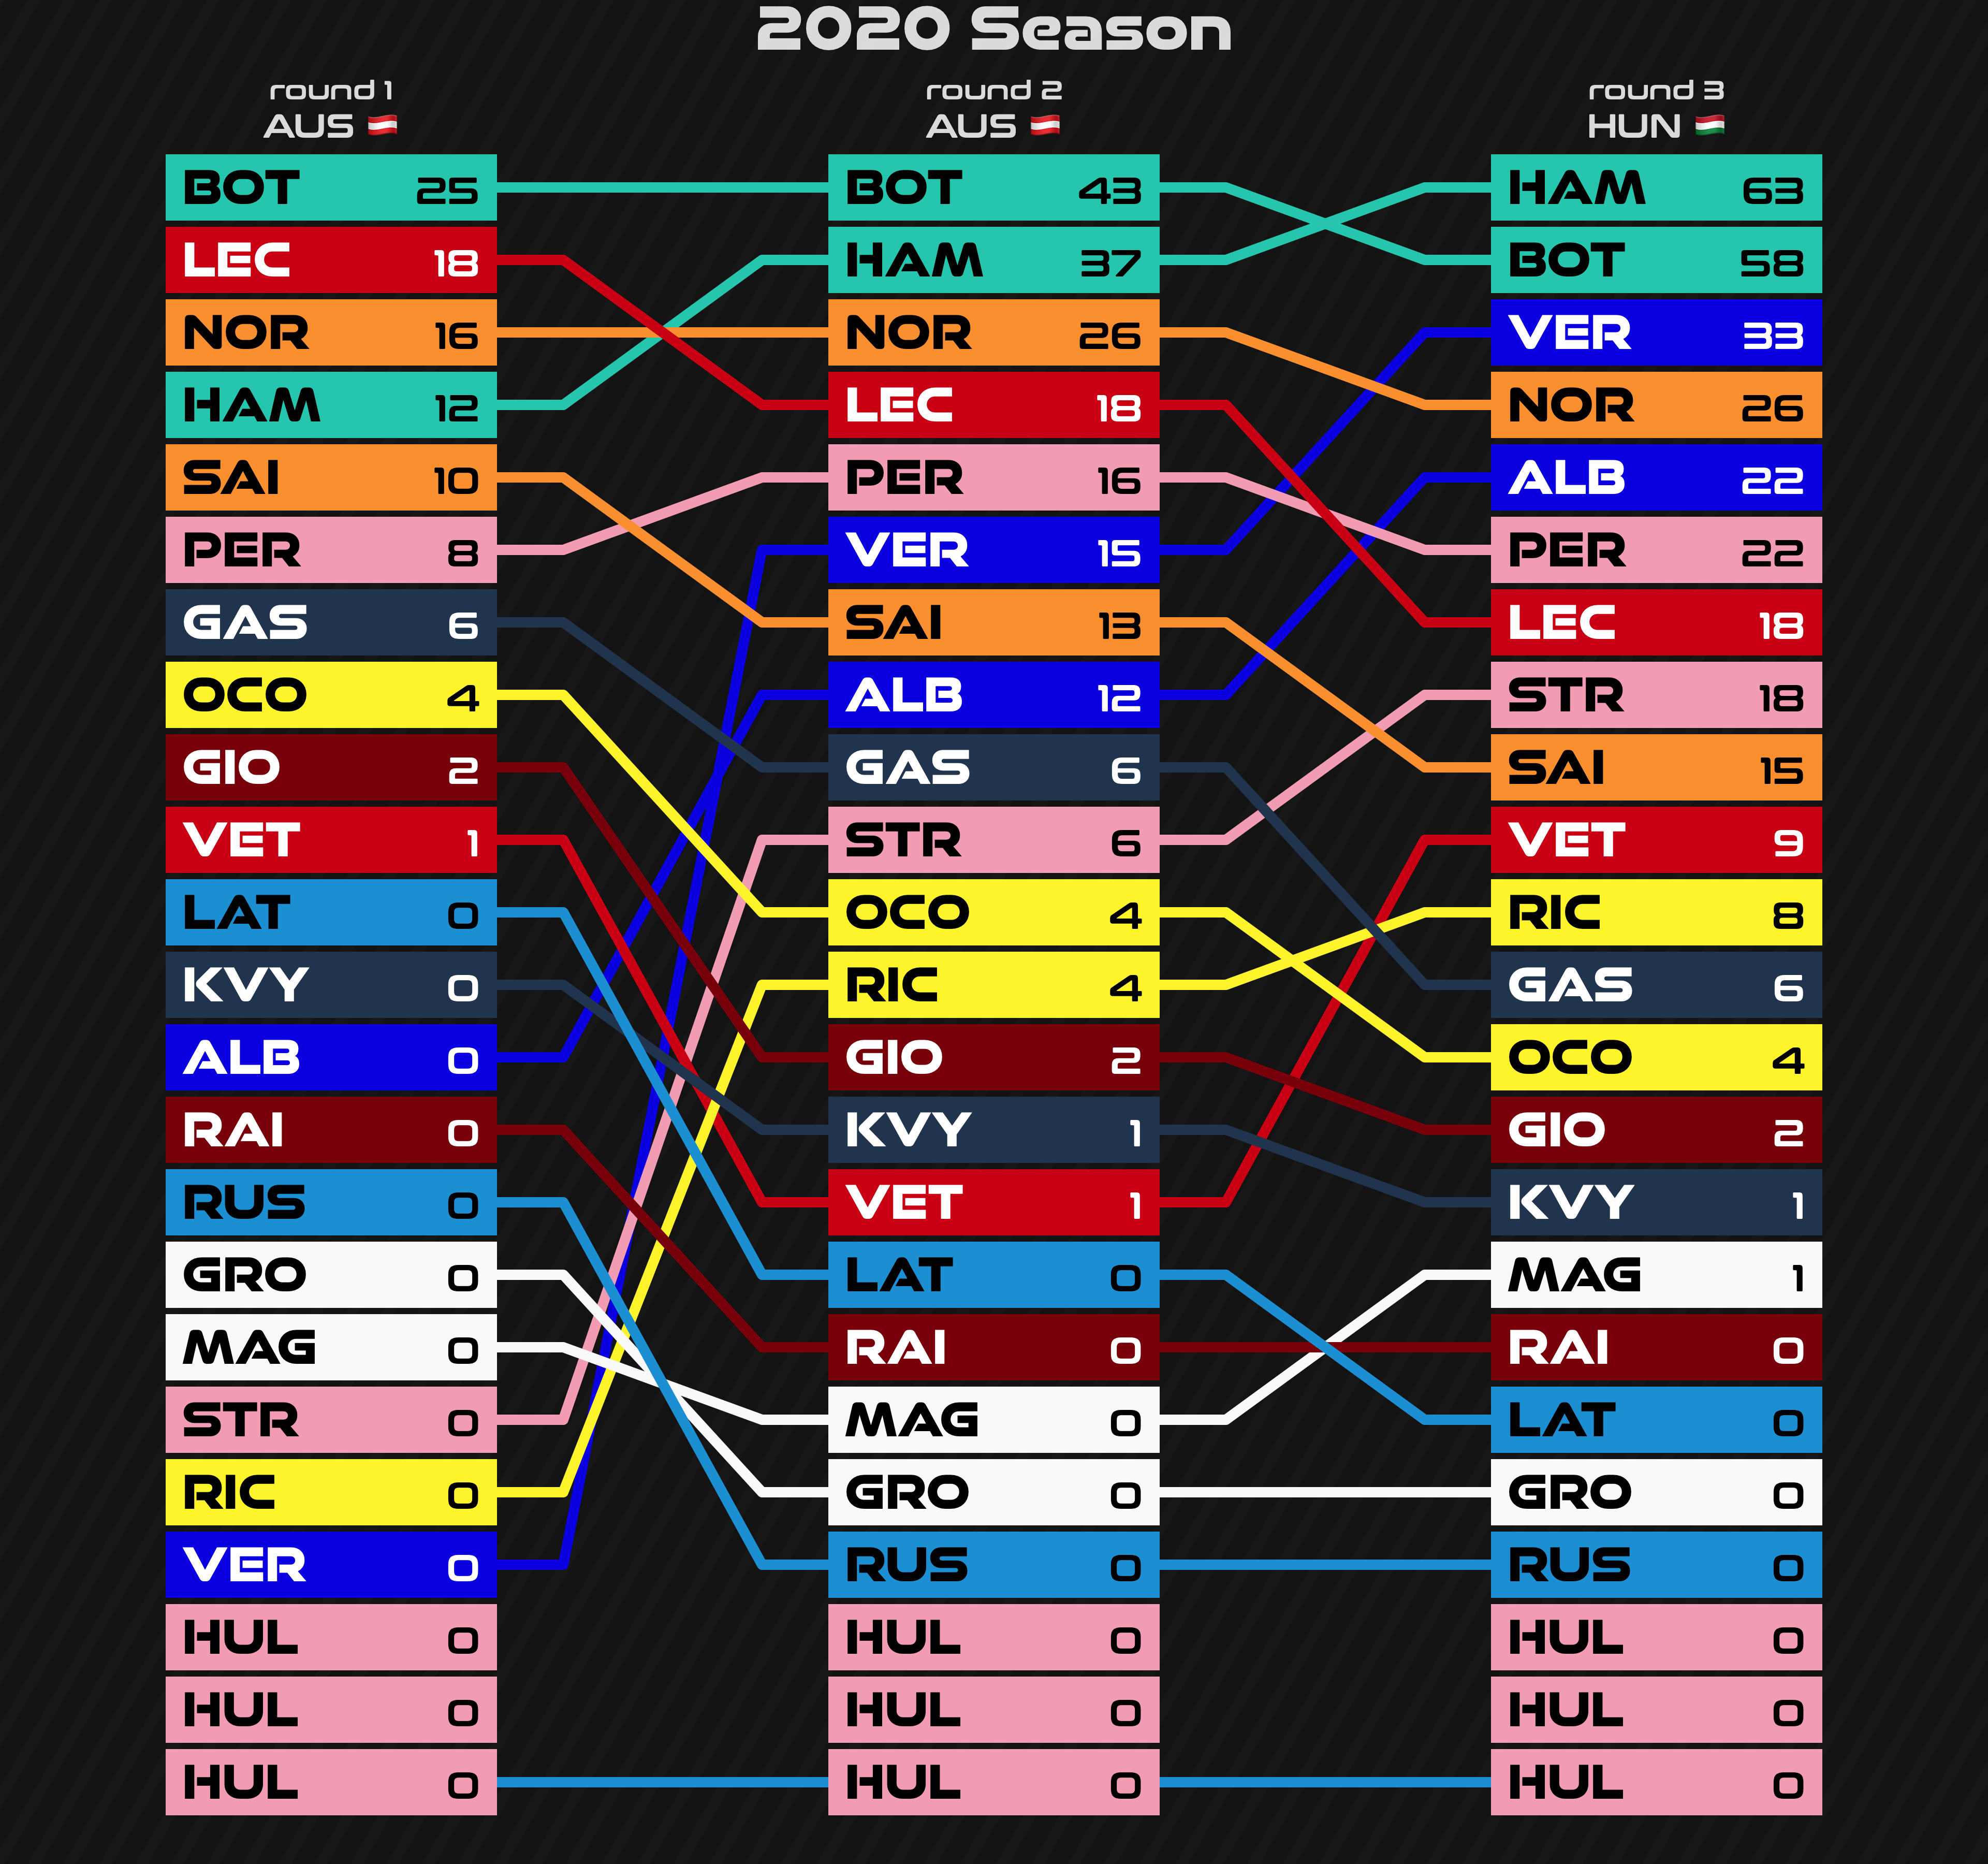 2020 Season
round 1
AUS
round 2
AUS
round 3
HUN
BOT 25
LEC 18
NOR 16
HAM 12
SAI 10
PER 8
GAS 6
OCO 4
GIO 2
VET 1
LAT 0
KVY 0
ALB 0
RAI 0
RUS 0
GRO 0
MAG 0
STR 0
RIC 0
VER 0
HUL 0
HUL 0
HUL 0
BOT 43
HAM 37
NOR 26
LEC 18
PER 16
VER 15
SAI 13
ALB 12
GAS 6
STR 6
OCO 4
RIC 4
GIO 2
KVY 1
VET 1
LAT 0
RAI 0
MAG 0
GRO 0
RUS 0
HUL 0
HUL 0
HUL 0
HAM 63
BOT 58
VER 33
NOR 26
ALB 22
PER 22
LEC 18
STR 18
SAI 15
VET 9
RIC 8
GAS 6
OCO 4
GIO 2
KVY 1
MAG 1
RAI 0
LAT 0
GRO 0
RUS 0
HUL 0
HUL 0
HUL 0